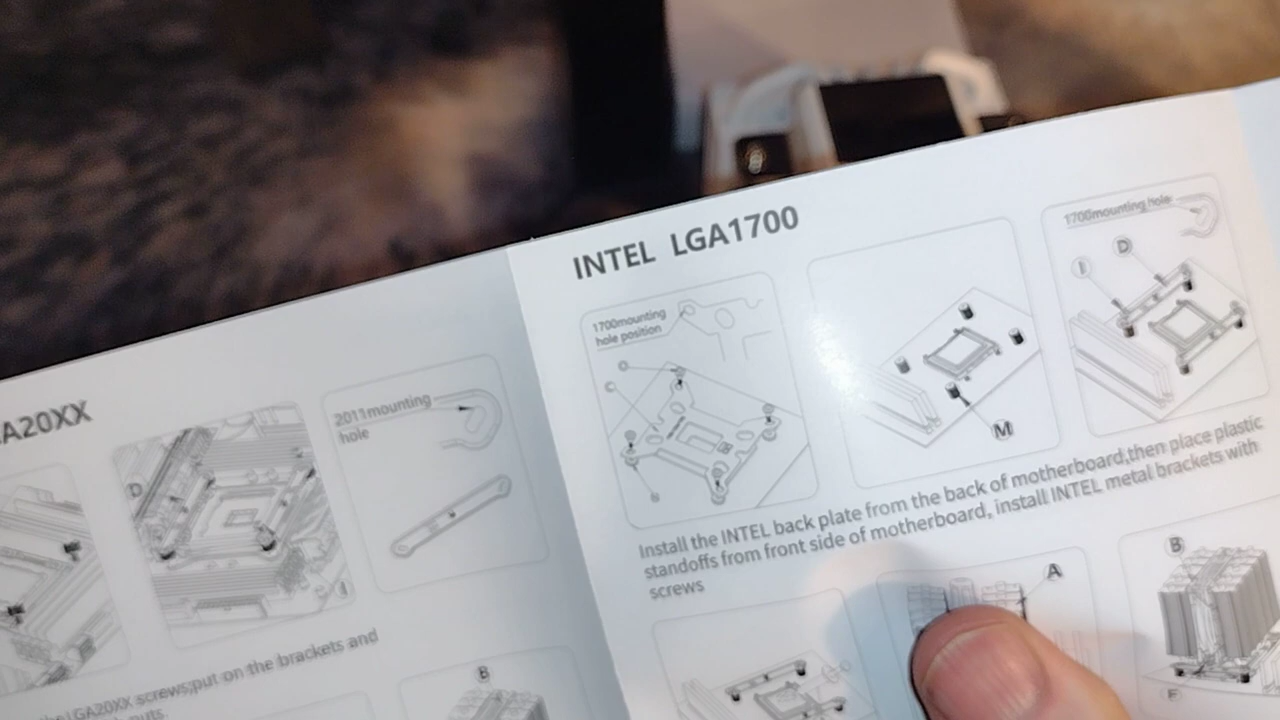 INTEL LGA1700
1700mounting
hole position
M
1700mounting hole
D
I
Install the INTEL back plate from the back of motherboard,then place plastic
standoffs from front side of motherboard, install INTEL metal brackets with
screws
A
B
F
A20XX
D
I
2011mounting
hole
LGA20XX screws;put on the brackets and
B